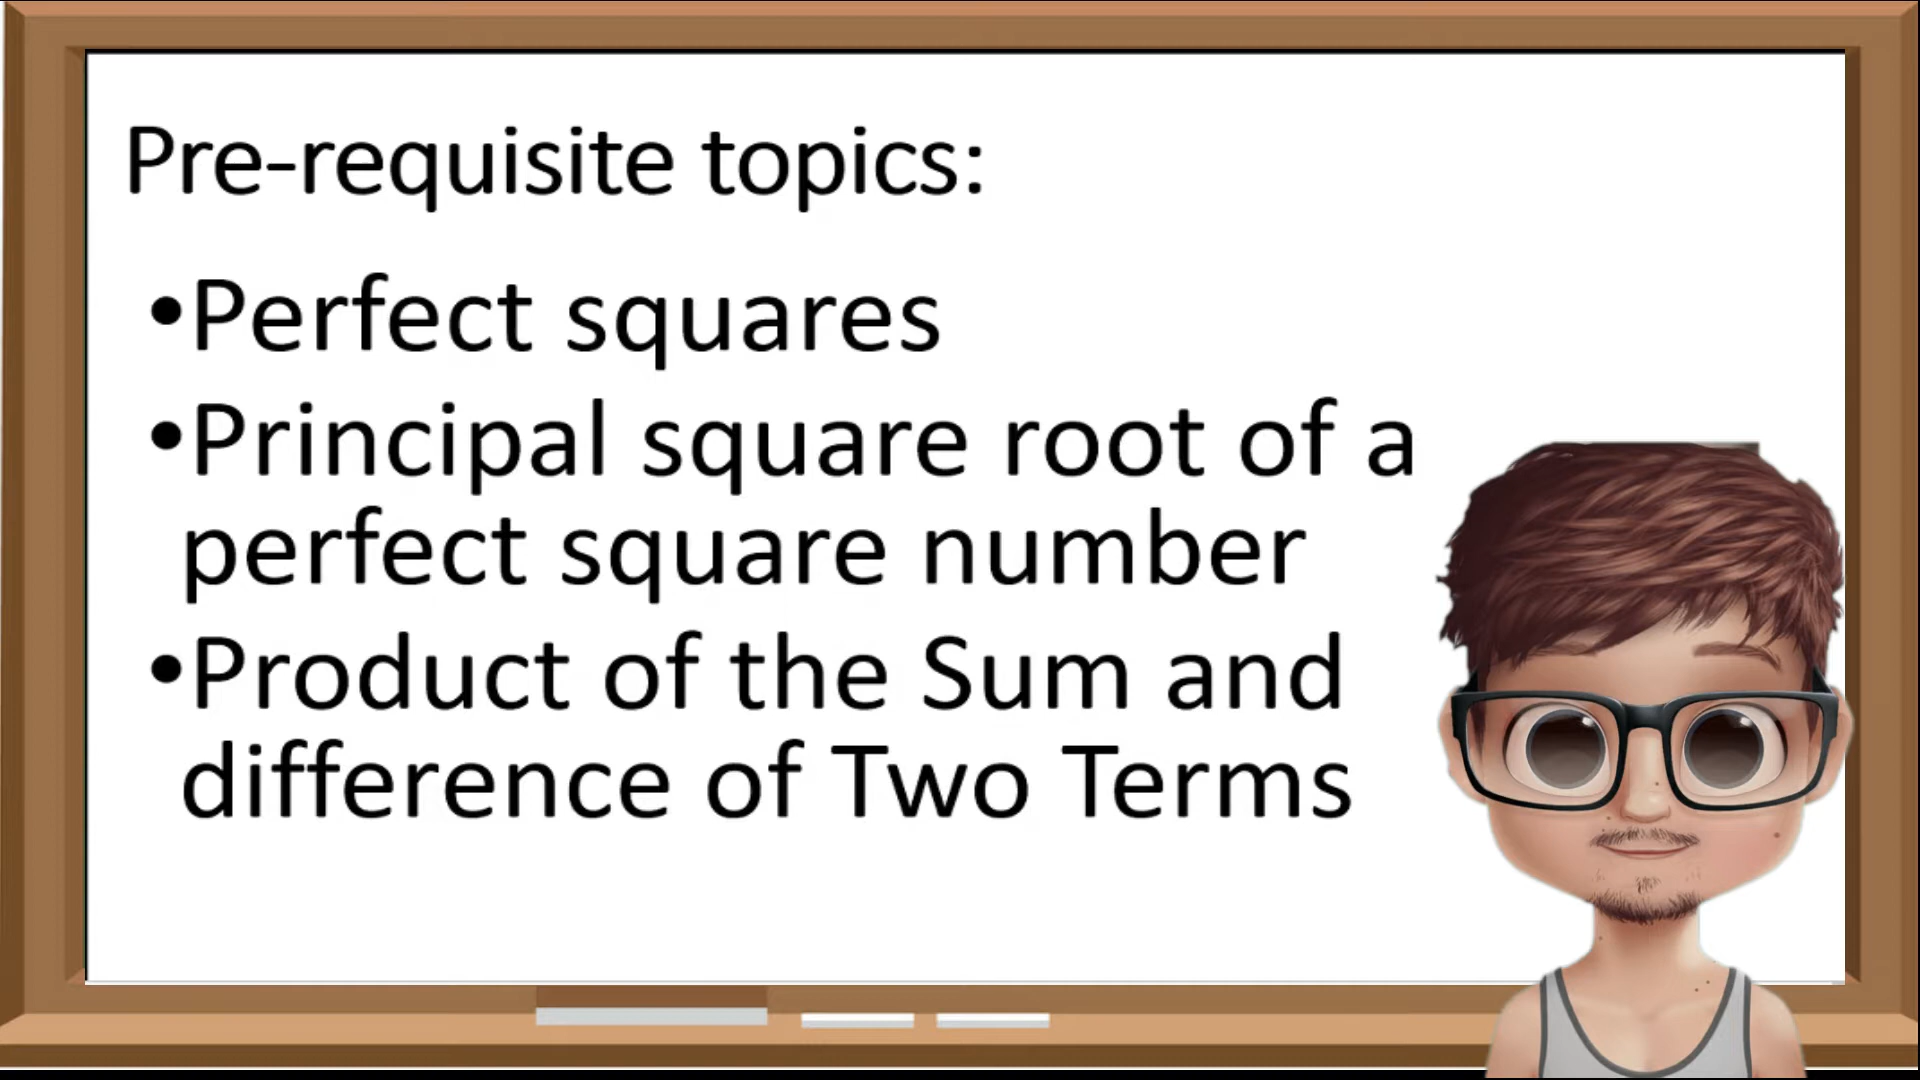 Pre-requisite topics:
•Perfect squares
•Principal square root of a
perfect square number
•Product of the Sum and
difference of Two Terms